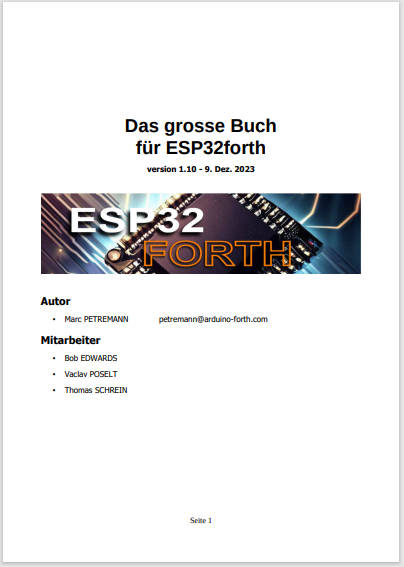 Das grosse Buch
für ESP32forth
version 1.10 - 9. Dez. 2023
ESP32
FORTH
Autor
• Marc PETREMANN petremann@arduino-forth.com
Mitarbeiter
• Bob EDWARDS
• Vaclav POSELT
• Thomas SCHREIN
Seite 1